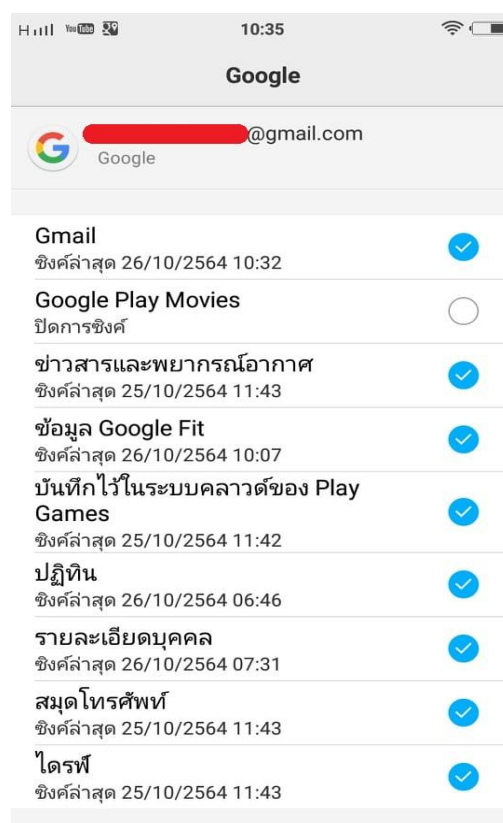 H
YouTube
10:35
Google
@gmail.com
Google
Gmail
ซิงค์ล่าสุด 26/10/2564 10:32
Google Play Movies
ปิดการซิงค์
ข่าวสารและพยากรณ์อากาศ
ซิงค์ล่าสุด 25/10/2564 11:43
ข้อมูล Google Fit
ซิงค์ล่าสุด 26/10/2564 10:07
บันทึกไว้ในระบบคลาวด์ของ Play
Games
ซิงค์ล่าสุด 25/10/2564 11:42
ปฏิทิน
ซิงค์ล่าสุด 26/10/2564 06:46
รายละเอียดบุคคล
ซิงค์ล่าสุด 26/10/2564 07:31
สมุดโทรศัพท์
ซิงค์ล่าสุด 25/10/2564 11:43
ไดรฟ์
ซิงค์ล่าสุด 25/10/2564 11:43